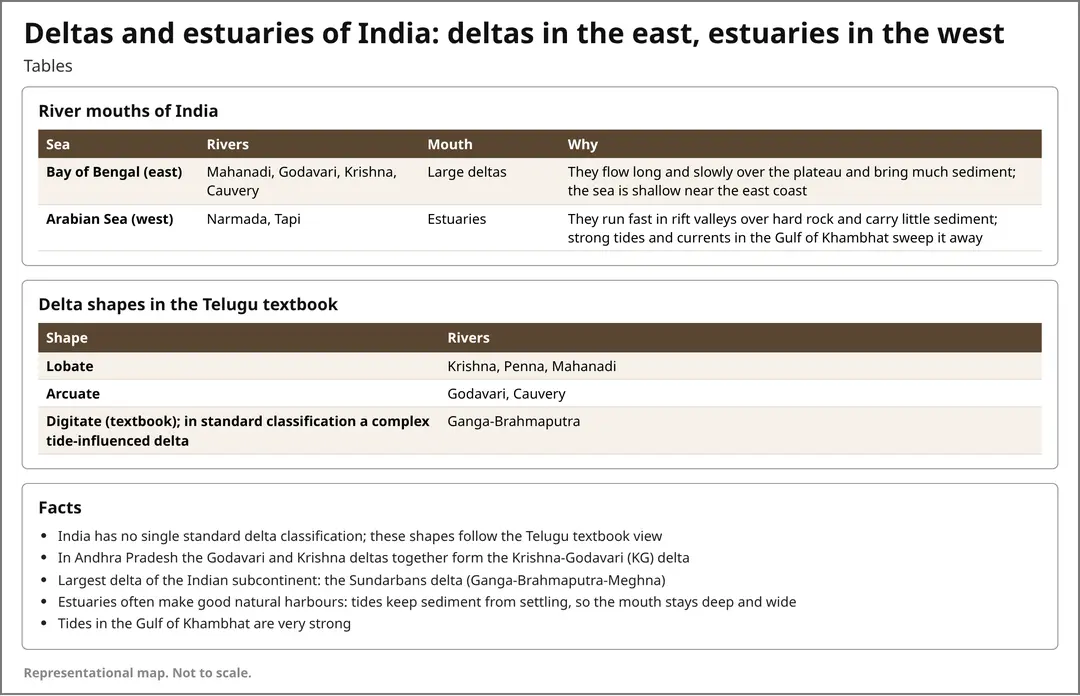 Deltas and estuaries of India: deltas in the east, estuaries in the west
Tables
River mouths of India
Sea Rivers Mouth Why
Bay of Bengal (east) Mahanadi, Godavari, Krishna, Cauvery Large deltas They flow long and slowly over the plateau and bring much sediment; the sea is shallow near the east coast
Arabian Sea (west) Narmada, Tapi Estuaries They run fast in rift valleys over hard rock and carry little sediment; strong tides and currents in the Gulf of Khambhat sweep it away
Delta shapes in the Telugu textbook
Shape Rivers
Lobate Krishna, Penna, Mahanadi
Arcuate Godavari, Cauvery
Digitate (textbook); in standard classification a complex tide-influenced delta Ganga-Brahmaputra
Facts
• India has no single standard delta classification; these shapes follow the Telugu textbook view
• In Andhra Pradesh the Godavari and Krishna deltas together form the Krishna-Godavari (KG) delta
• Largest delta of the Indian subcontinent: the Sundarbans delta (Ganga-Brahmaputra-Meghna)
• Estuaries often make good natural harbours: tides keep sediment from settling, so the mouth stays deep and wide
• Tides in the Gulf of Khambhat are very strong
Representational map. Not to scale.